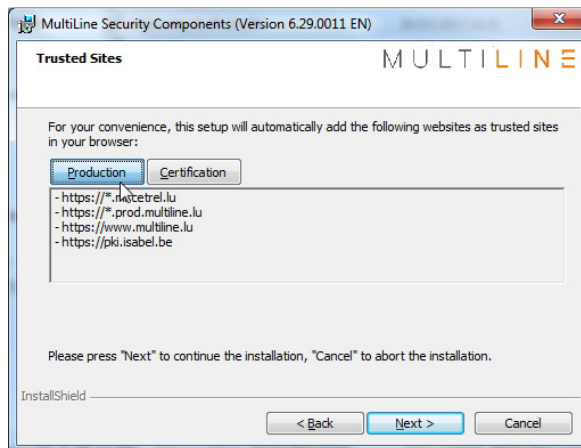 MultiLine Security Components (Version 6.29.0011 EN)
Trusted Sites
MULTILINE
For your convenience, this setup will automatically add the following websites as trusted sites
in your browser:
Production Certification
- https://*.prod.multiline.lu
- https://www.multiline.lu
- https://pki.isabel.be
Please press "Next" to continue the installation, "Cancel" to abort the installation.
InstallShield
< Back Next > Cancel